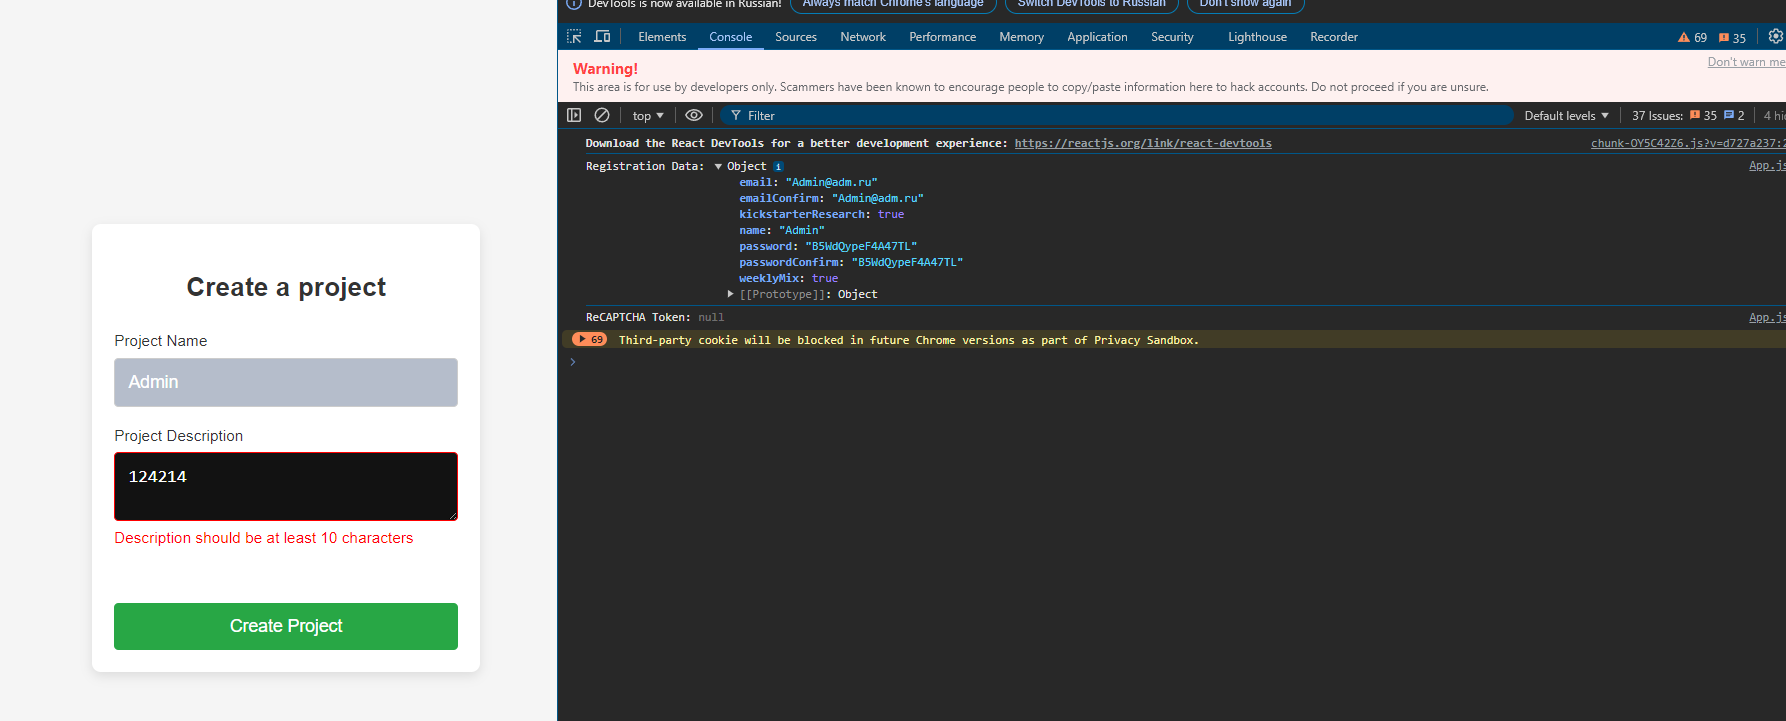 Create a project
Project Name
Admin
Project Description
124214
Description should be at least 10 characters
Create Project
DevTools is now available in Russian!
Always match Chrome's language
Switch DevTools to Russian
Don't show again
Elements Console Sources Network Performance Memory Application Security Lighthouse Recorder 69 35
Warning!
Don't warn me
This area is for use by developers only. Scammers have been known to encourage people to copy/paste information here to hack accounts. Do not proceed if you are unsure.
top Filter Default levels 37 Issues: 35 2 4
Download the React DevTools for a better development experience: https://reactjs.org/link/react-devtools chunk-OY5C42Z6.js?v=d727a237:2
Registration Data: Object i App.js
email: "Admin@adm.ru"
emailConfirm: "Admin@adm.ru"
kickstarterResearch: true
name: "Admin"
password: "B5WdQypeF4A47TL"
passwordConfirm: "B5WdQypeF4A47TL"
weeklyMix: true
[[Prototype]]: Object
ReCAPTCHA Token: null App.js
69 Third-party cookie will be blocked in future Chrome versions as part of Privacy Sandbox.